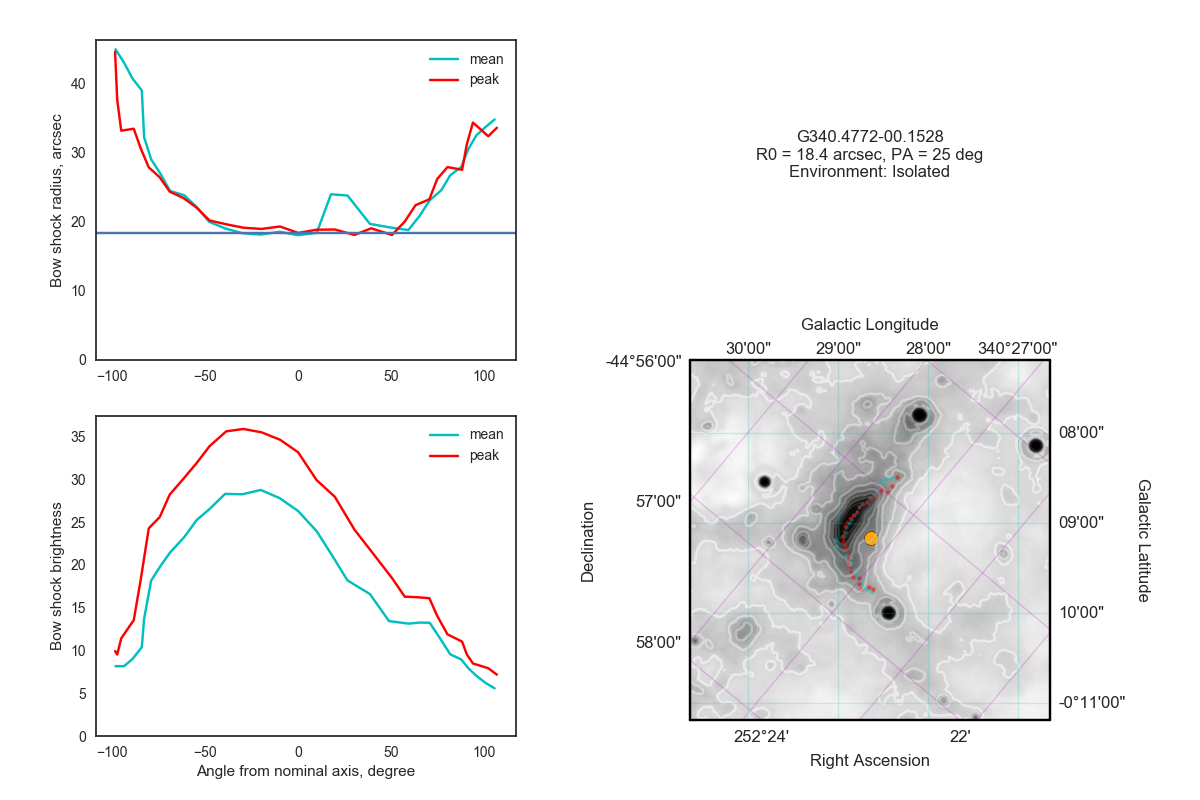 mean
peak
40
30
20
10
0
Bow shock radius, arcsec
−100
−50
0
50
100
G340.4772-00.1528
R0 = 18.4 arcsec, PA = 25 deg
Environment: Isolated
mean
peak
35
30
25
20
15
10
5
0
Bow shock brightness
−100
−50
0
50
100
Angle from nominal axis, degree
Galactic Longitude
30'00"
29'00"
28'00"
340°27'00"
-44°56'00"
57'00"
58'00"
Declination
08'00"
09'00"
10'00"
-0°11'00"
Galactic Latitude
252°24'
22'
Right Ascension